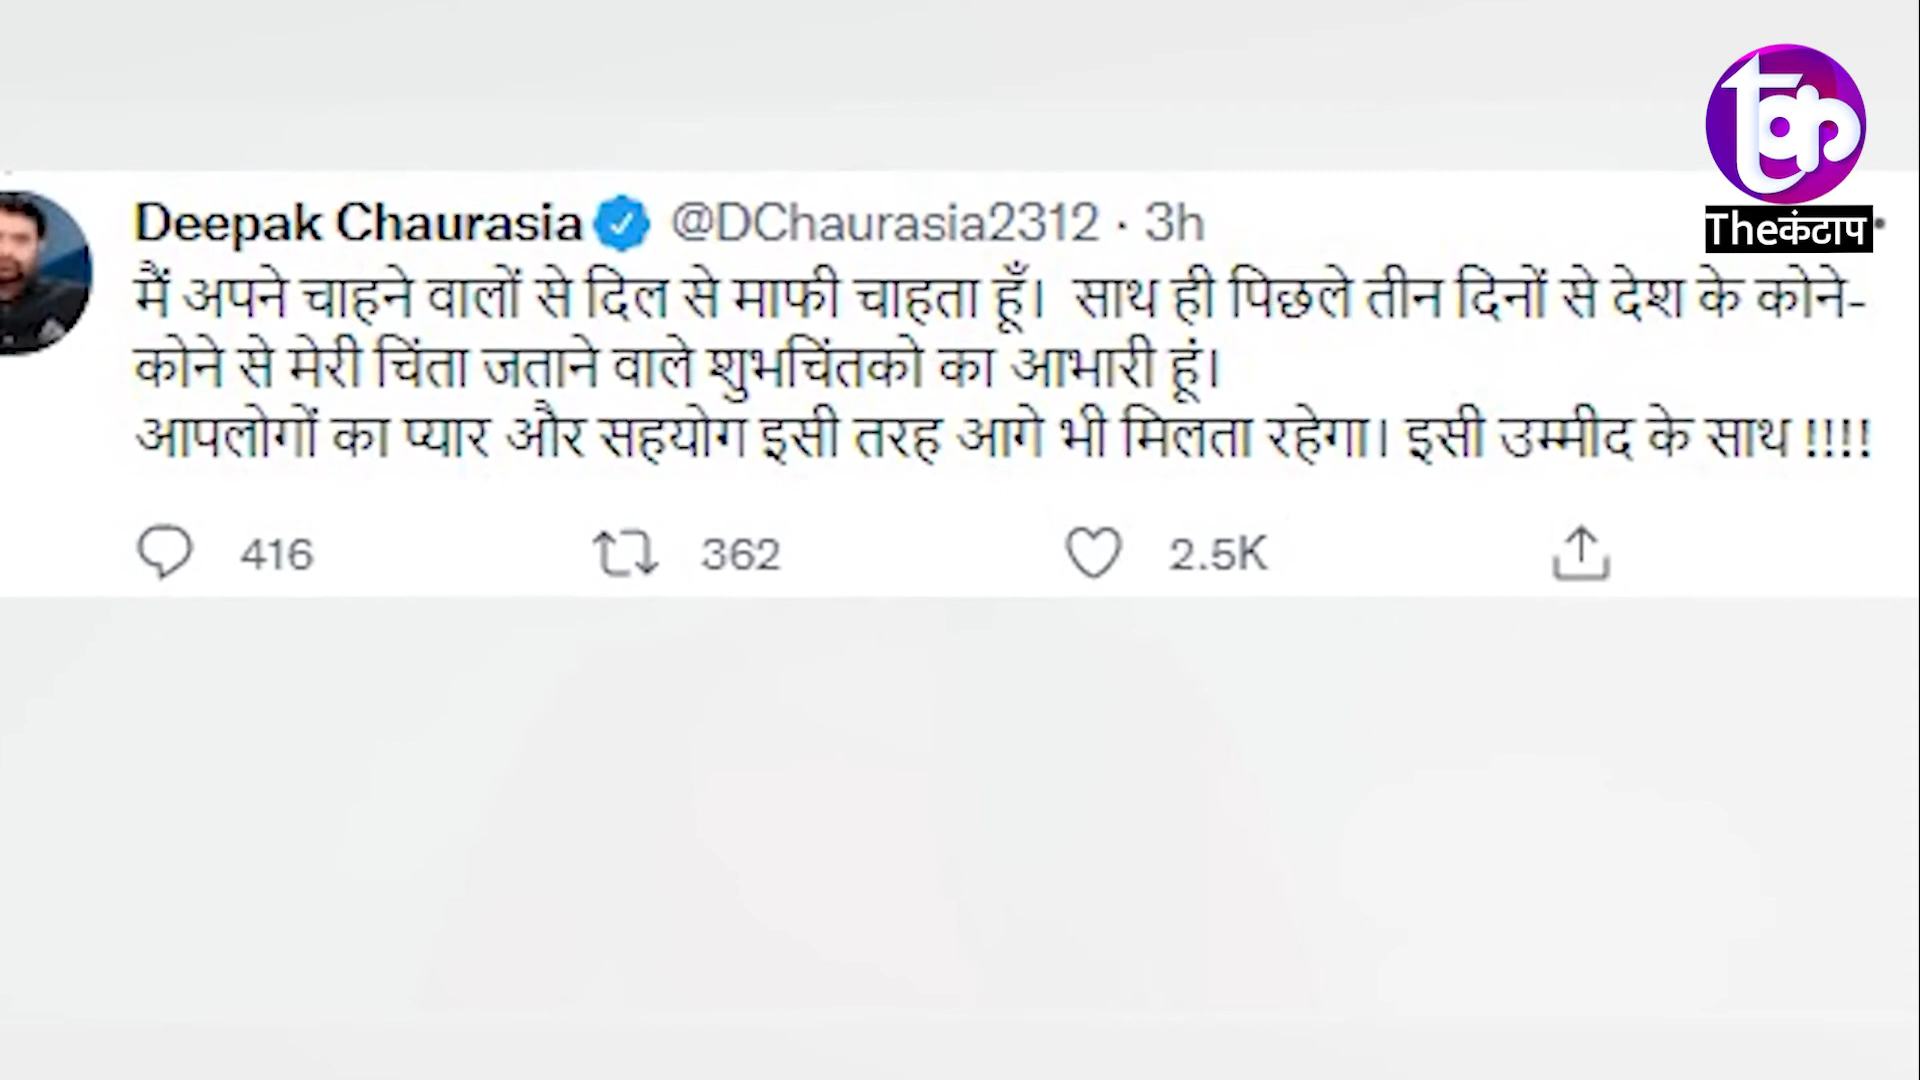 Theकंटाप
Deepak Chaurasia @DChaurasia2312 · 3h
मैं अपने चाहने वालों से दिल से माफी चाहता हूँ। साथ ही पिछले तीन दिनों से देश के कोने-
कोने से मेरी चिंता जताने वाले शुभचिंतको का आभारी हूं।
आपलोगों का प्यार और सहयोग इसी तरह आगे भी मिलता रहेगा। इसी उम्मीद के साथ !!!!
416 362 2.5K